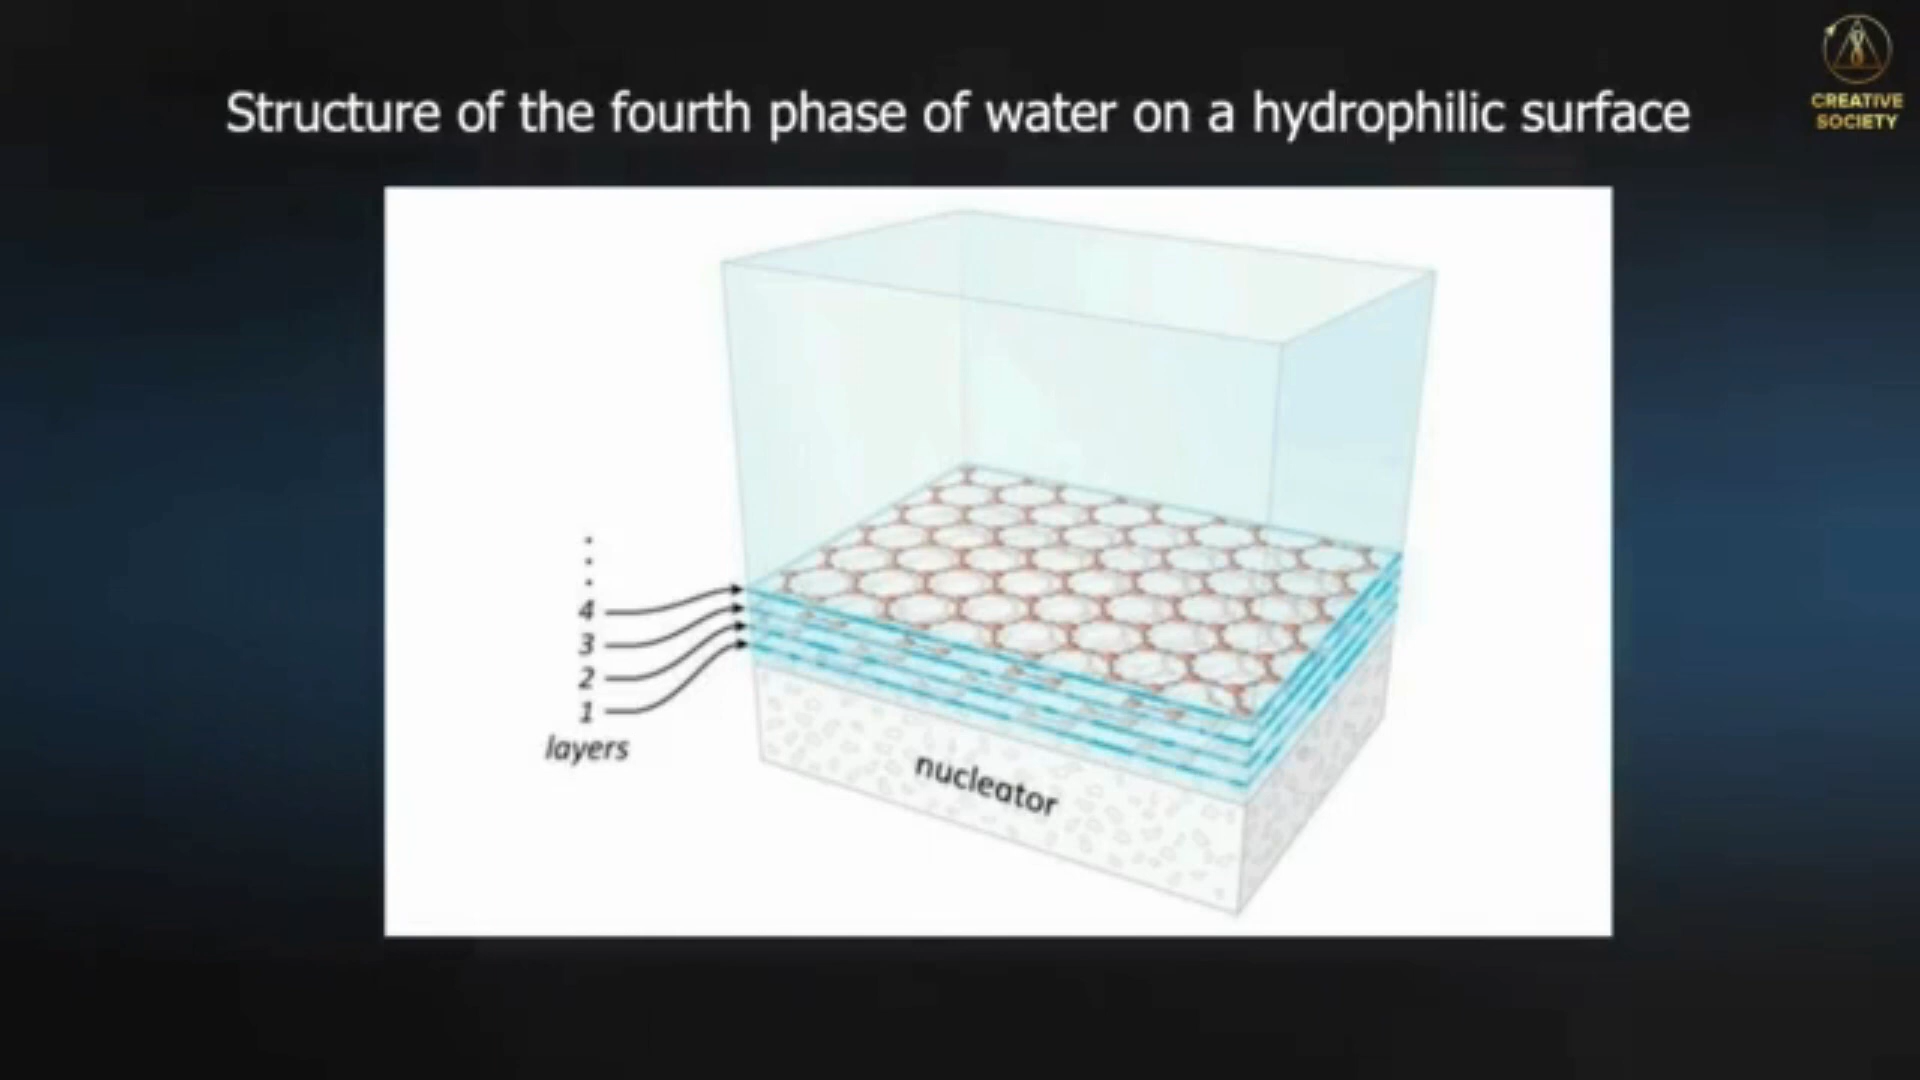 Structure of the fourth phase of water on a hydrophilic surface
CREATIVE
SOCIETY
4
3
2
1
layers
nucleator